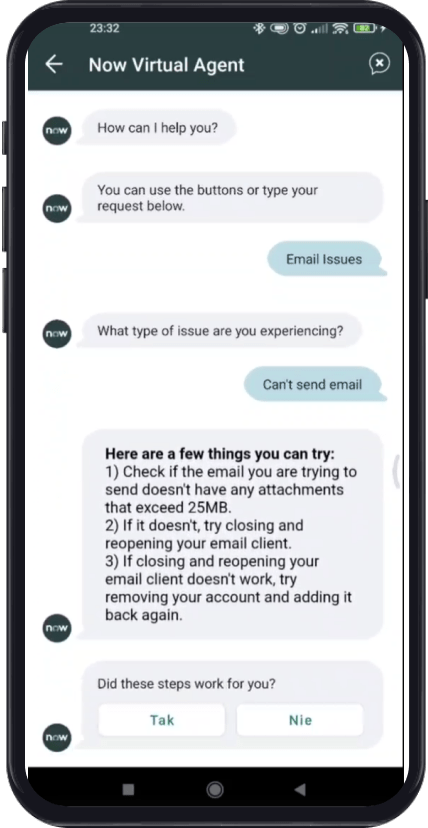 23:32
Now Virtual Agent
now
How can I help you?
now
You can use the buttons or type your
request below.
Email Issues
now
What type of issue are you experiencing?
Can't send email
Here are a few things you can try:
1) Check if the email you are trying to
send doesn't have any attachments
that exceed 25MB.
2) If it doesn't, try closing and
reopening your email client.
3) If closing and reopening your
email client doesn't work, try
removing your account and adding it
back again.
now
Did these steps work for you?
Tak Nie
now